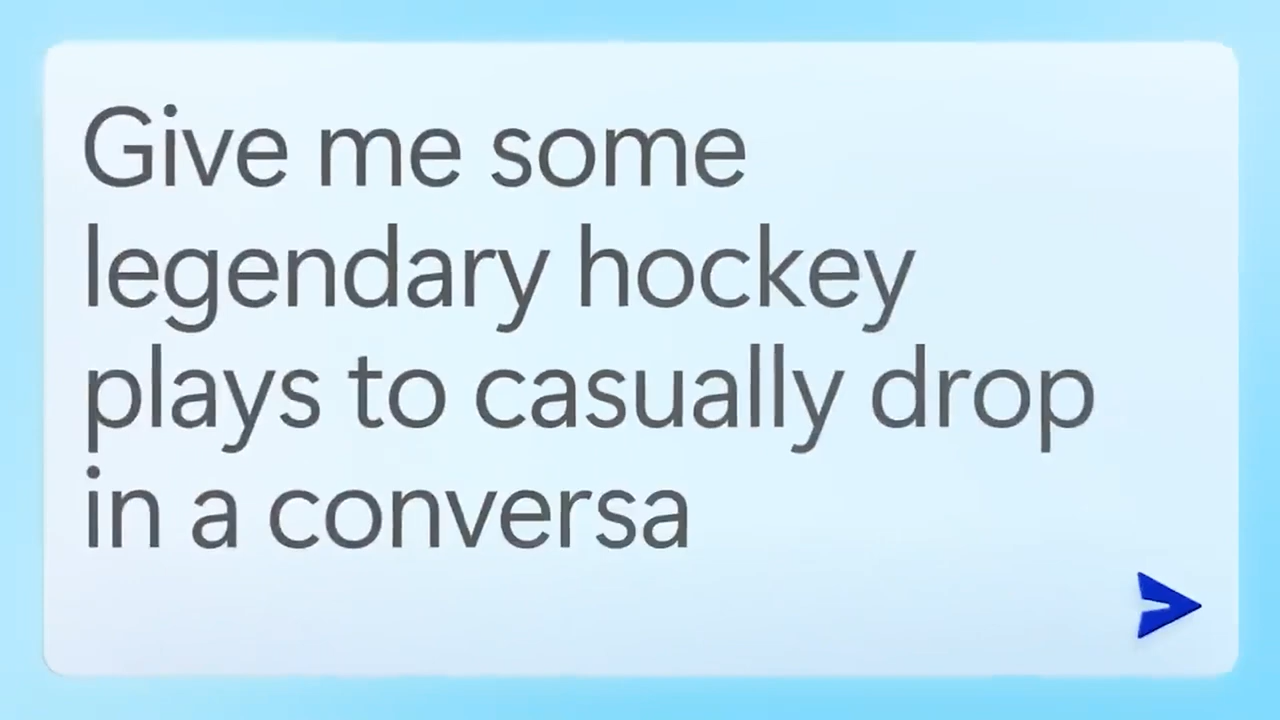 Give me some
legendary hockey
plays to casually drop
in a conversa